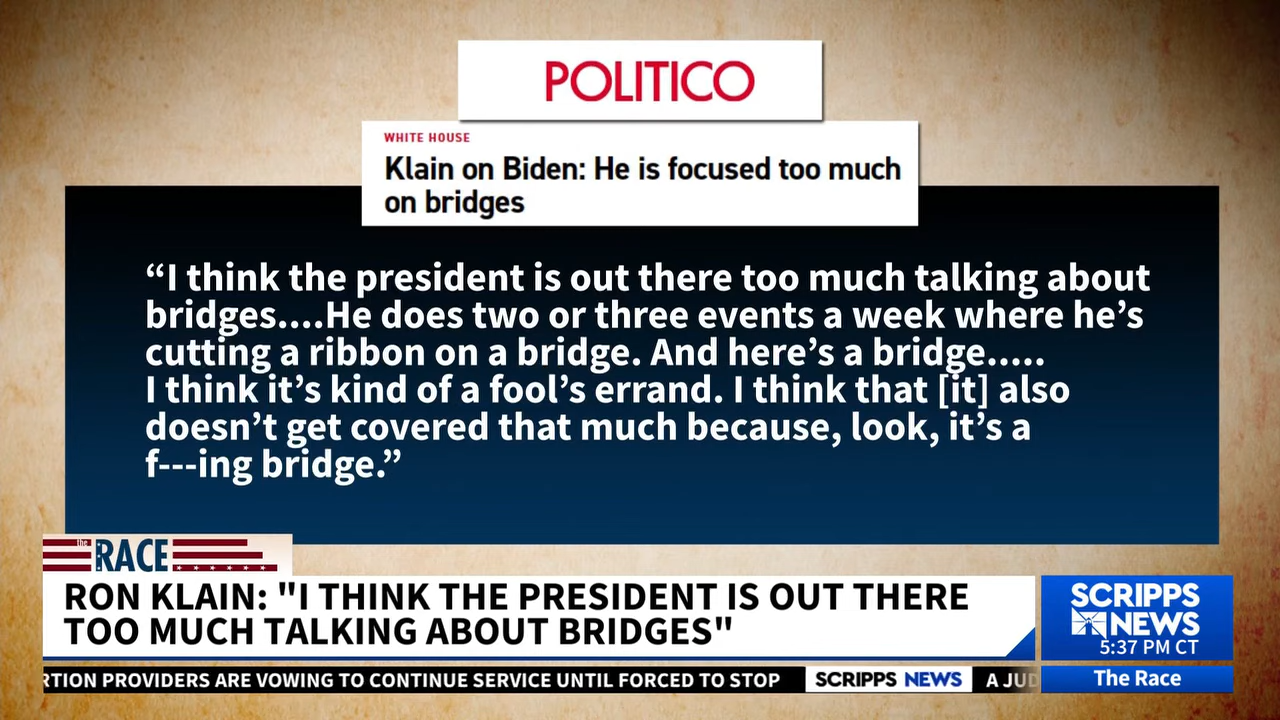 POLITICO
WHITE HOUSE
Klain on Biden: He is focused too much
on bridges
“I think the president is out there too much talking about
bridges....He does two or three events a week where he’s
cutting a ribbon on a bridge. And here’s a bridge.....
I think it’s kind of a fool’s errand. I think that [it] also
doesn’t get covered that much because, look, it’s a
f---ing bridge.”
the RACE
RON KLAIN: "I THINK THE PRESIDENT IS OUT THERE
TOO MUCH TALKING ABOUT BRIDGES"
SCRIPPS
NEWS
5:37 PM CT
RTION PROVIDERS ARE VOWING TO CONTINUE SERVICE UNTIL FORCED TO STOP SCRIPPS NEWS A JUD
The Race